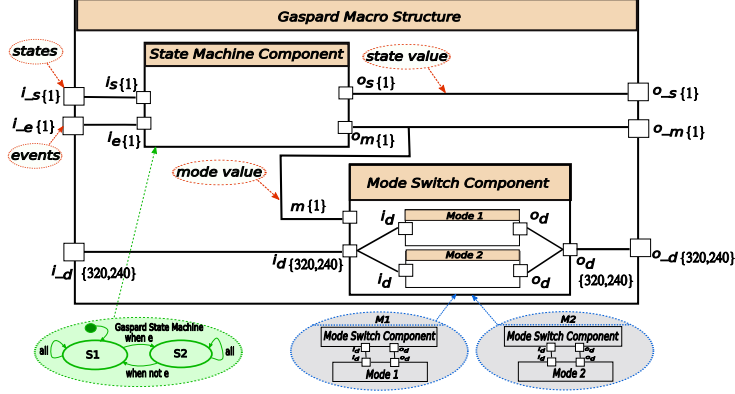 Gaspard Macro Structure
states
State Machine Component
state value
i_s{1}
is{1}
os{1}
o_s{1}
i_e{1}
ie{1}
om{1}
o_m{1}
events
mode value
Mode Switch Component
m{1}
id
Mode 1
od
Mode 2
id
od
i_d {320,240}
id{320,240}
od
{320,240}
o_d{320,240}
Gaspard State Machine
when e
all
S1
S2
all
when not e
M1
Mode Switch Component
id
od
id
od
Mode 1
M2
Mode Switch Component
id
od
id
od
Mode 2